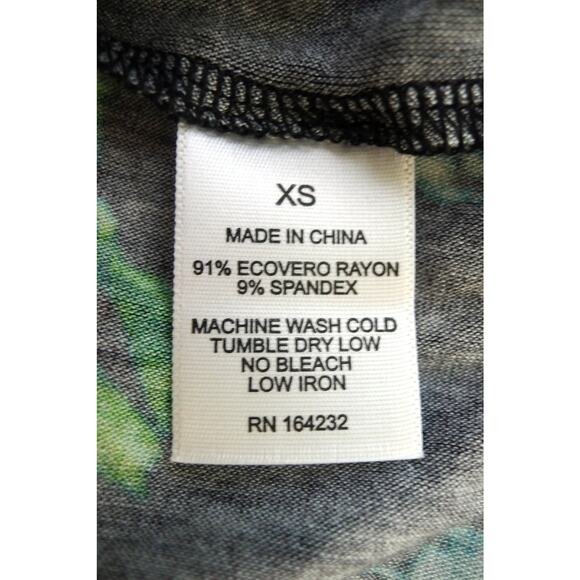 XS
MADE IN CHINA
91% ECOVERO RAYON
9% SPANDEX
MACHINE WASH COLD
TUMBLE DRY LOW
NO BLEACH
LOW IRON
RN 164232